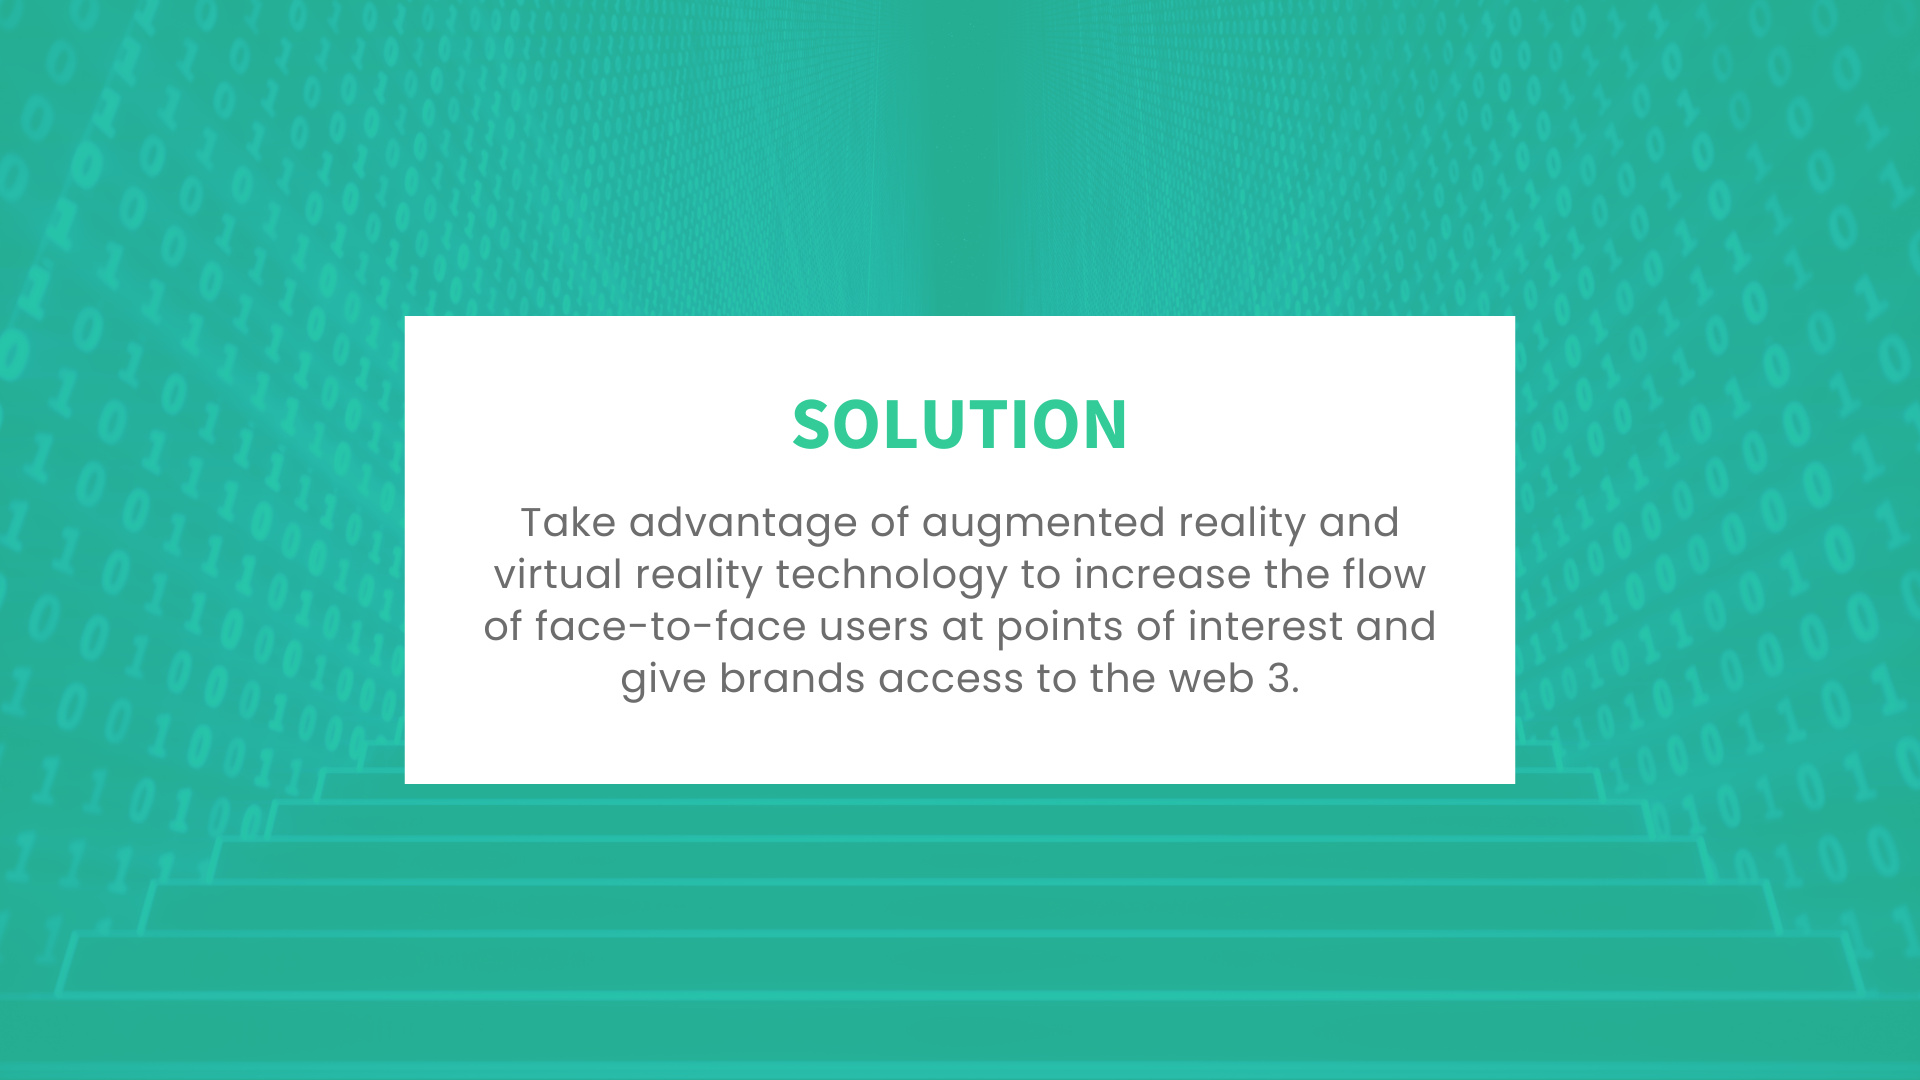 SOLUTION
Take advantage of augmented reality and
virtual reality technology to increase the flow
of face-to-face users at points of interest and
give brands access to the web 3.